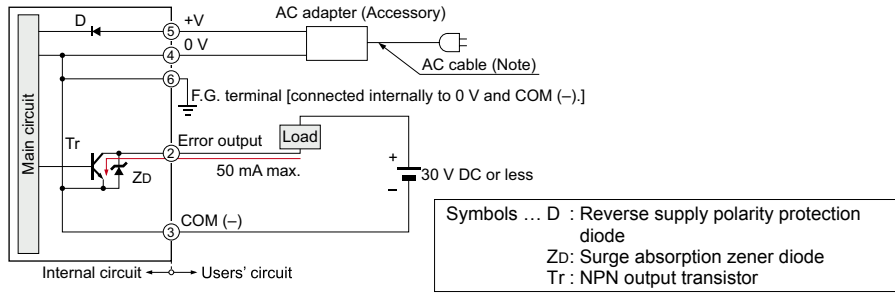 AC adapter (Accessory)
D
5
+V
4
0 V
AC cable (Note)
6
F.G. terminal [connected internally to 0 V and COM (–).]
Main circuit
Tr
Error output
Load
2
50 mA max.
ZD
+
–
30 V DC or less
COM (–)
3
Internal circuit
Users' circuit
Symbols ... D : Reverse supply polarity protection
diode
ZD: Surge absorption zener diode
Tr : NPN output transistor